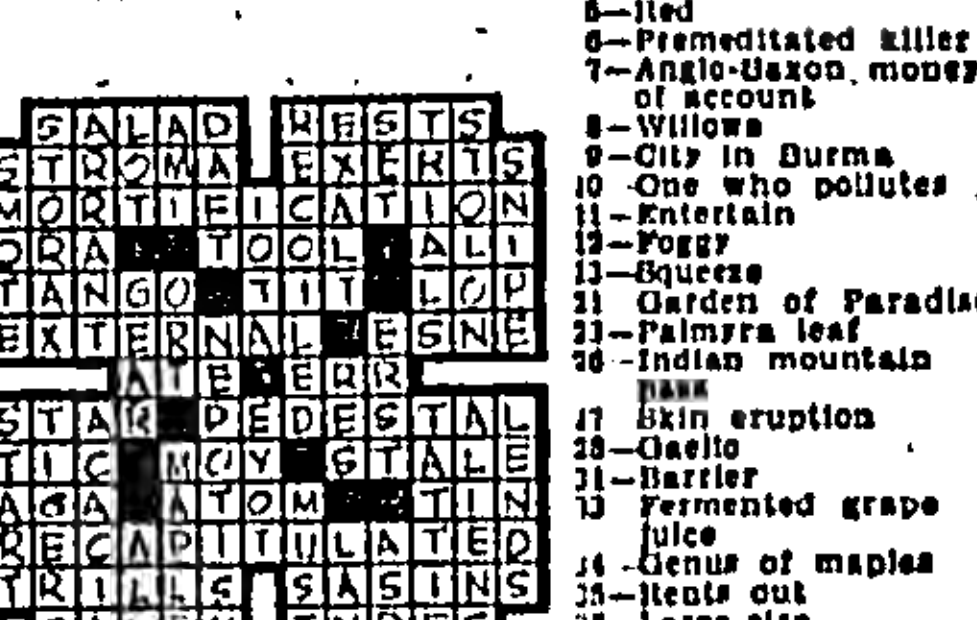 SALAD RESTS
STROMA EXERTS
MORTIFICATION
ORA TOOL ALI
TANGO TIT LOP
EXTERNAL ESNE
ATE ERR
STAR PEDESTAL
TIC MOY STALE
AGA ATOM TIN
RECAPITULATED
TRILLS SASINS
5—Red
6—Premeditated killer
7—Anglo-Saxon money
of account
8—Willows
9—City in Burma
10-One who pollutes
11—Entertain
12—Foggy
13—Squeeze
21 Garden of Paradis
23—Palmyra leaf
26-Indian mountain
pass
27 Skin eruption
28—Gaelic
31—Barrier
33 Fermented grape
juice
34-Genus of maples
35—Rents out